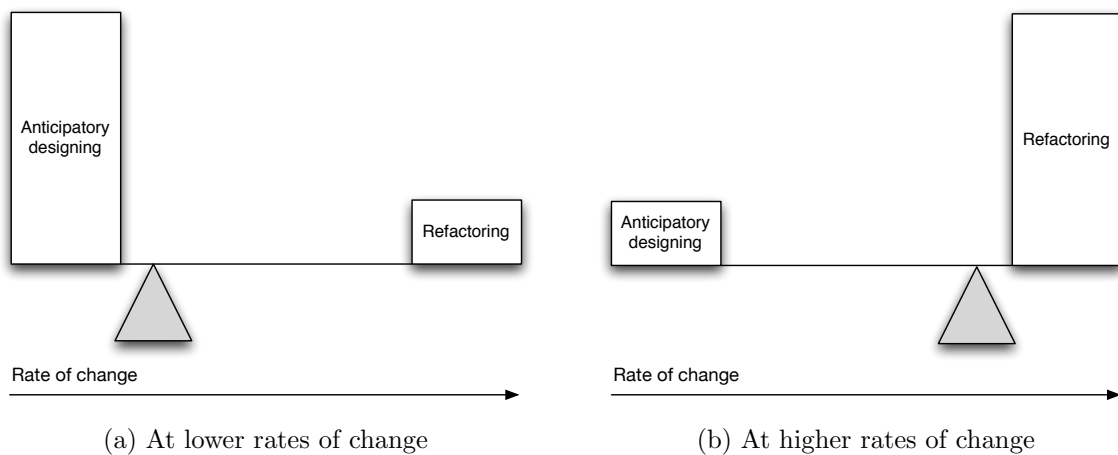 Anticipatory
designing
Refactoring
Rate of change
(a) At lower rates of change
Anticipatory
designing
Refactoring
Rate of change
(b) At higher rates of change